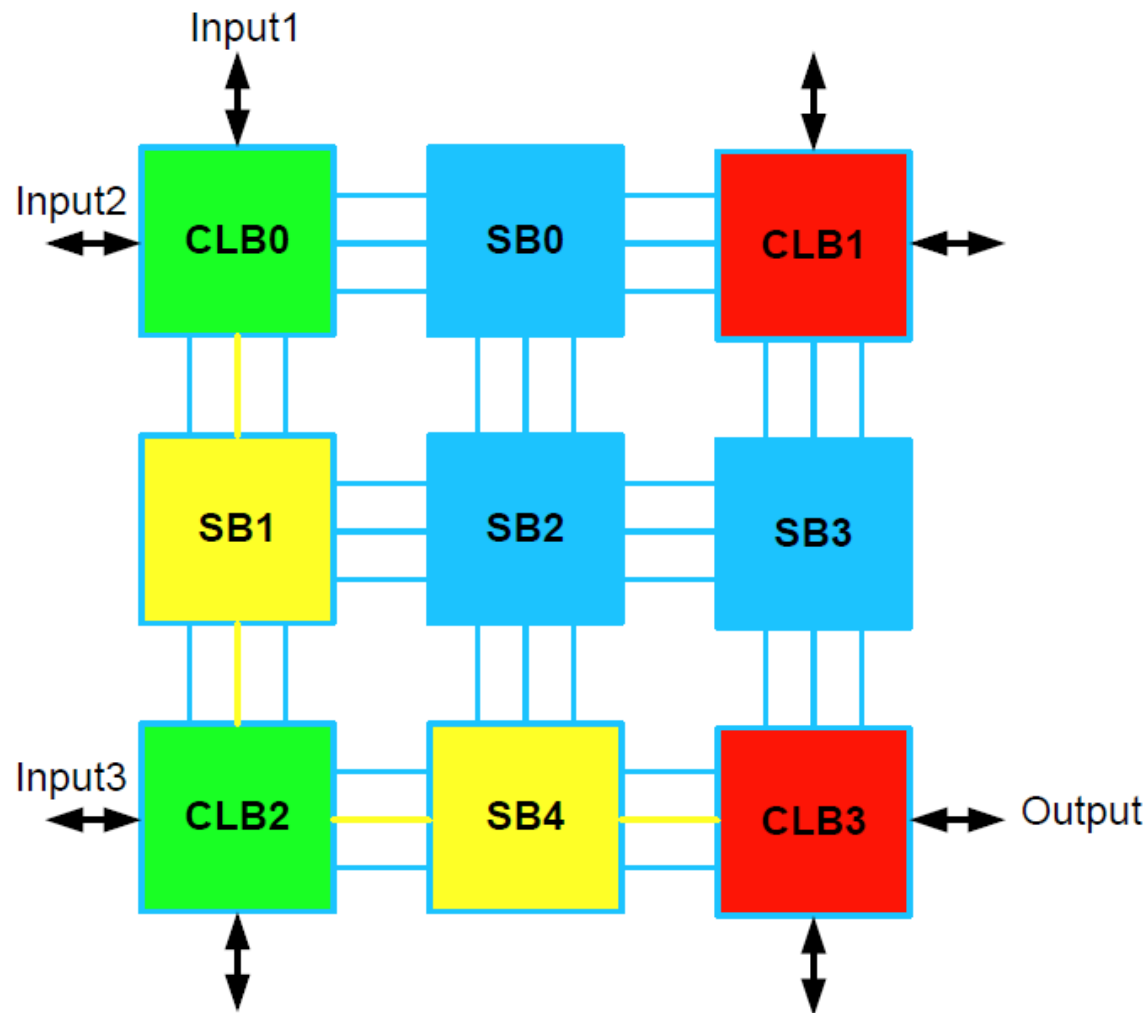 Input1
Input2
CLB0
SB0
CLB1
SB1
SB2
SB3
Input3
CLB2
SB4
CLB3
Output